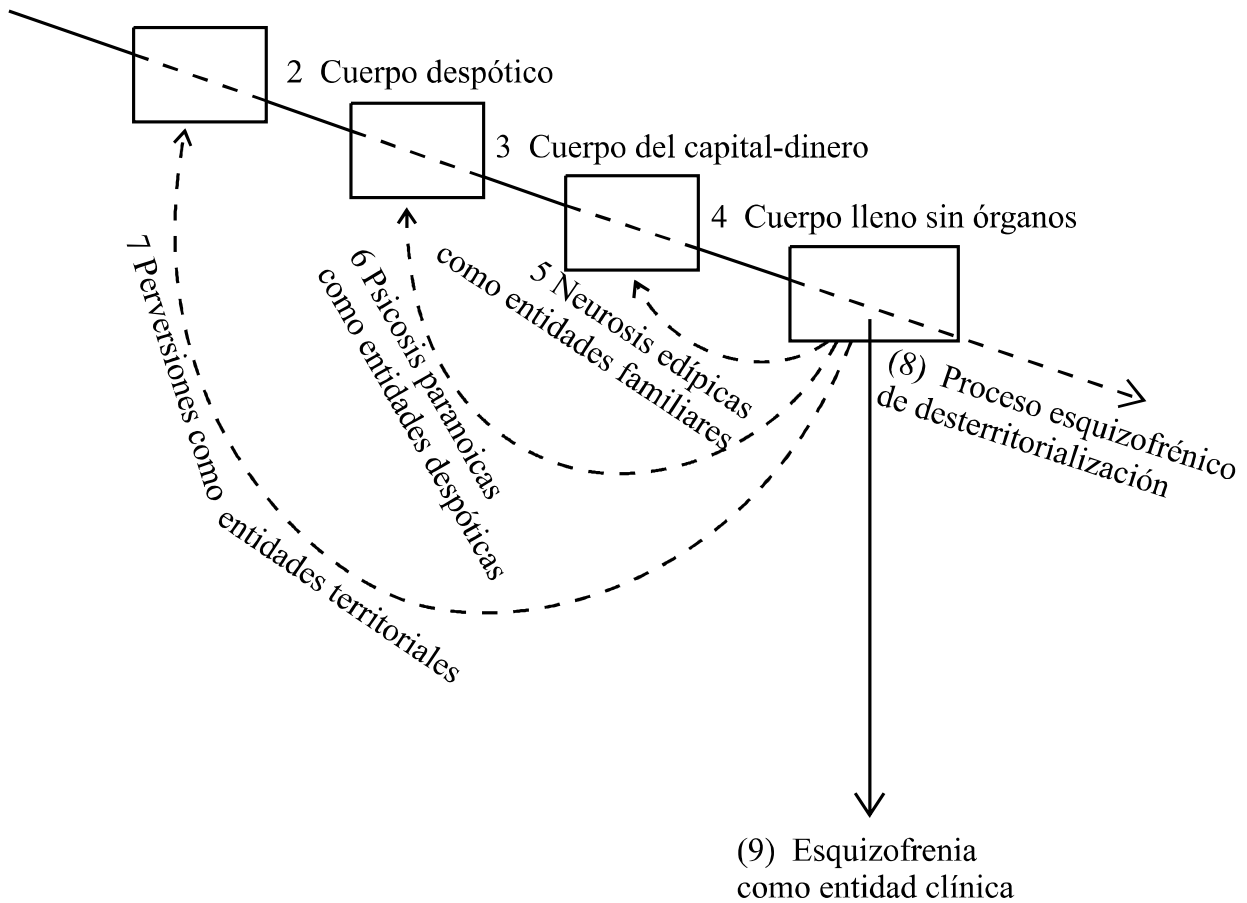 2 Cuerpo despótico
3 Cuerpo del capital-dinero
4 Cuerpo lleno sin órganos
5 Neurosis edípicas
como entidades familiares
6 Psicosis paranoicas
como entidades despóticas
7 Perversiones como
entidades territoriales
(8) Proceso esquizofrénico
de desterritorialización
(9) Esquizofrenia
como entidad clínica